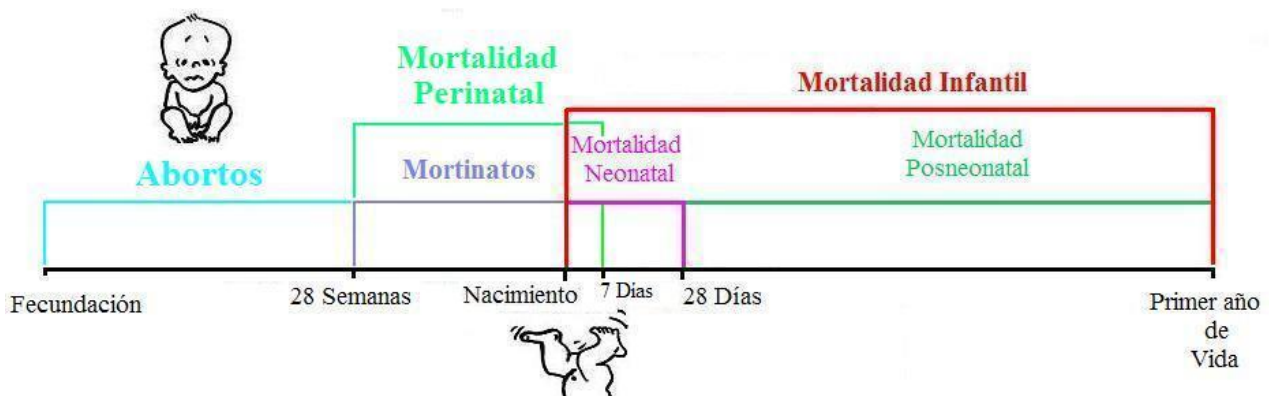 Mortalidad
Perinatal
Mortalidad Infantil
Abortos
Mortinatos
Mortalidad
Neonatal
Mortalidad
Posneonatal
Fecundación
28 Semanas
Nacimiento
7 Dias
28 Días
Primer año
de
Vida